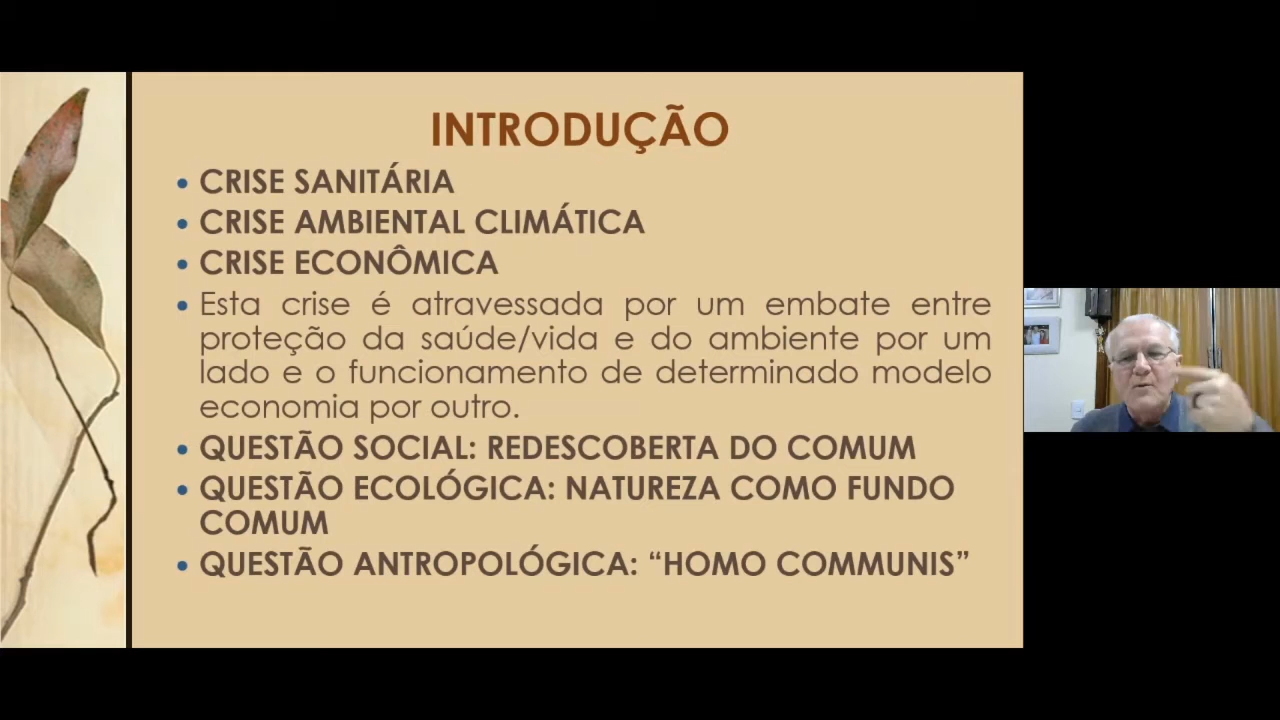 INTRODUÇÃO
• CRISE SANITÁRIA
• CRISE AMBIENTAL CLIMÁTICA
• CRISE ECONÔMICA
• Esta crise é atravessada por um embate entre
proteção da saúde/vida e do ambiente por um
lado e o funcionamento de determinado modelo
economia por outro.
• QUESTÃO SOCIAL: REDESCOBERTA DO COMUM
• QUESTÃO ECOLÓGICA: NATUREZA COMO FUNDO
COMUM
• QUESTÃO ANTROPOLÓGICA: “HOMO COMMUNIS”